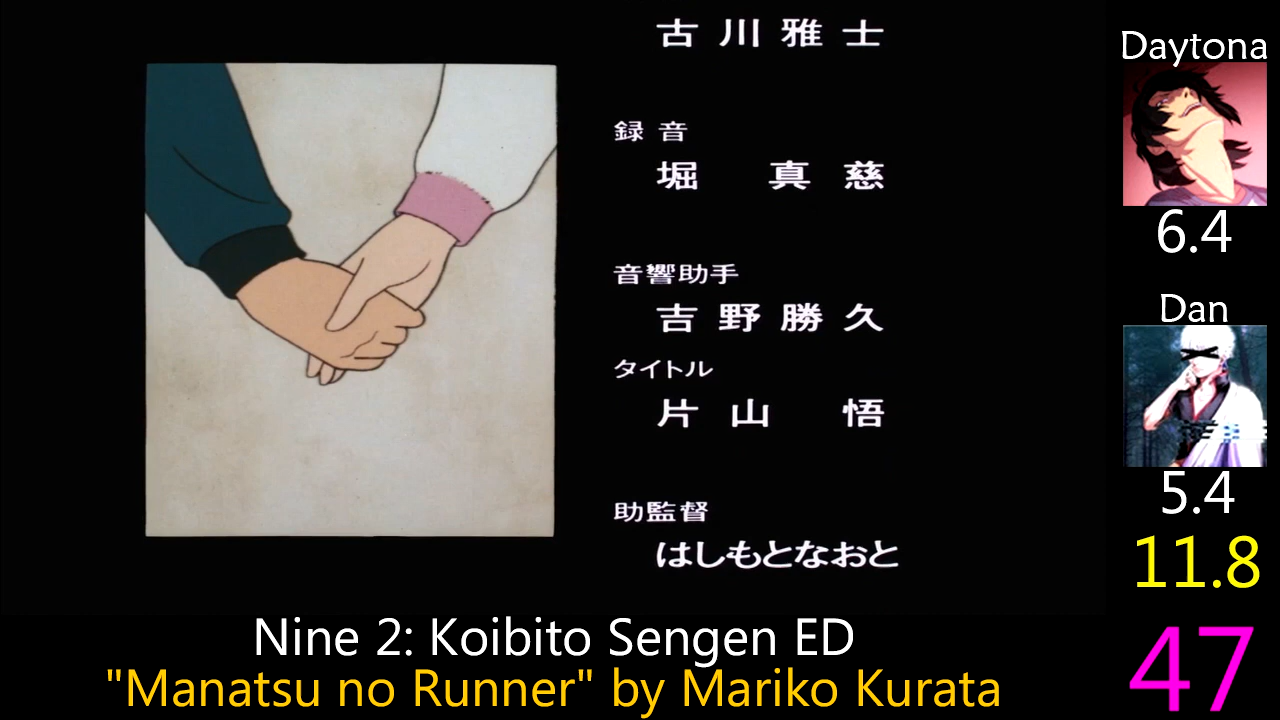 古川雅士
録音
堀 真慈
音響助手
吉野勝久
タイトル
片山 悟
助監督
はしもとなおと
Daytona
6.4
Dan
5.4
11.8
47
Nine 2: Koibito Sengen ED
"Manatsu no Runner" by Mariko Kurata